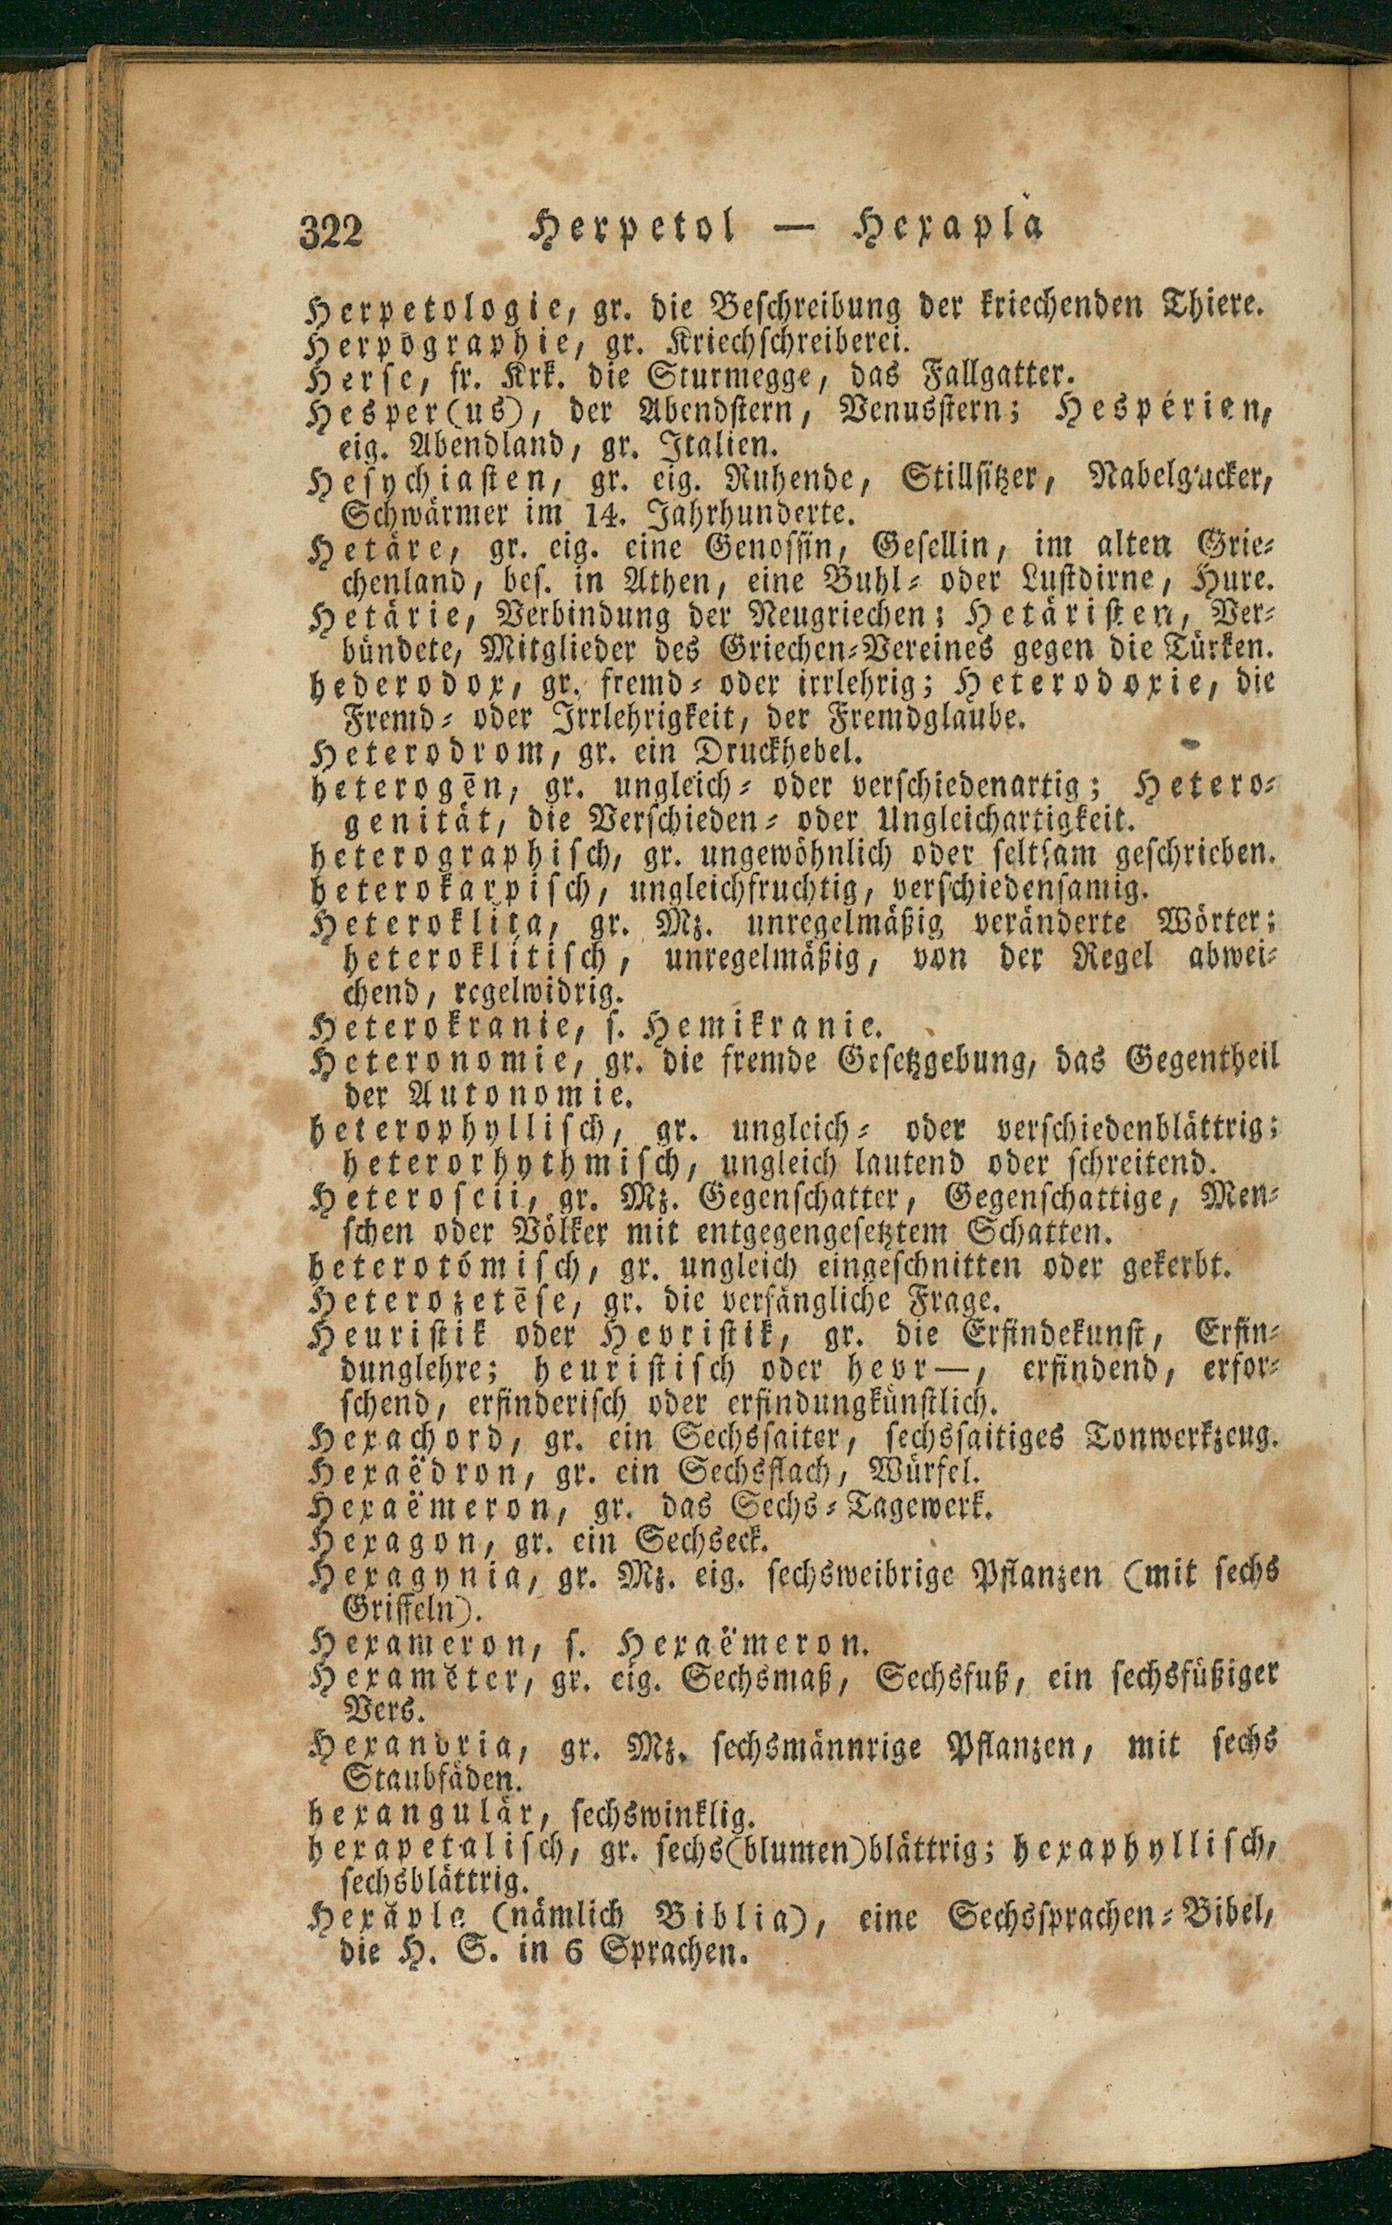 322 Herpetol — Hexapla
Herpetologie, gr. die Beschreibung der kriechenden Thiere.
Herpographie, gr. Kriechschreiberei.
Herse, fr. Krk. die Sturmegge, das Fallgatter.
Hesper(us), der Abendstern, Venusstern; Hespérien,
eig. Abendland, gr. Italien.
Hesychiasten, gr. eig. Ruhende, Stillsitzer, Nabelgucker,
Schwärmer im 14. Jahrhunderte.
Hetäre, gr. eig. eine Genossin, Gesellin, im alten Grie-
chenland, bes. in Athen, eine Buhl- oder Lustdirne, Hure.
Hetärie, Verbindung der Neugriechen; Hetäristen, Ver-
bündete, Mitglieder des Griechen-Vereines gegen die Türken.
hederodox, gr. fremd- oder irrlehrig; Heterodoxie, die
Fremd- oder Irrlehrigkeit, der Fremdglaube.
Heterodrom, gr. ein Druckhebel.
heterogēn, gr. ungleich- oder verschiedenartig; Hetero-
genität, die Verschieden- oder Ungleichartigkeit.
heterographisch, gr. ungewöhnlich oder seltsam geschrieben.
heterokarpisch, ungleichfruchtig, verschiedensamig.
Heteroklita, gr. Mz. unregelmäßig veränderte Wörter;
heteroklitisch, unregelmäßig, von der Regel abwei-
chend, regelwidrig.
Heterokranie, s. Hemikranie.
Heteronomie, gr. die fremde Gesetzgebung, das Gegentheil
der Autonomie.
heterophyllisch, gr. ungleich- oder verschiedenblättrig;
heterorhythmisch, ungleich lautend oder schreitend.
Heteroscii, gr. Mz. Gegenschatter, Gegenschattige, Men-
schen oder Völker mit entgegengesetztem Schatten.
heterotómisch, gr. ungleich eingeschnitten oder gekerbt.
Heterozetēse, gr. die verfängliche Frage.
Heuristik oder Hevristik, gr. die Erfindekunst, Erfin-
dunglehre; heuristisch oder hevr—, erfindend, erfor-
schend, erfinderisch oder erfindungkünstlich.
Hexachord, gr. ein Sechssaiter, sechssaitiges Tonwerkzeug.
Hexaëdron, gr. ein Sechsflach, Würfel.
Hexaëmeron, gr. das Sechs-Tagewerk.
Hexagon, gr. ein Sechseck.
Hexagynia, gr. Mz. eig. sechsweibrige Pflanzen (mit sechs
Griffeln).
Hexameron, s. Hexaëmeron.
Hexamĕter, gr. eig. Sechsmaß, Sechsfuß, ein sechsfüßiger
Vers.
Hexandria, gr. Mz. sechsmännrige Pflanzen, mit sechs
Staubfäden.
hexangulär, sechswinklig.
hexapetalisch, gr. sechs(blumen)blättrig; hexaphyllisch,
sechsblättrig.
Hexăpla (nämlich Biblia), eine Sechssprachen-Bibel,
die H. S. in 6 Sprachen.